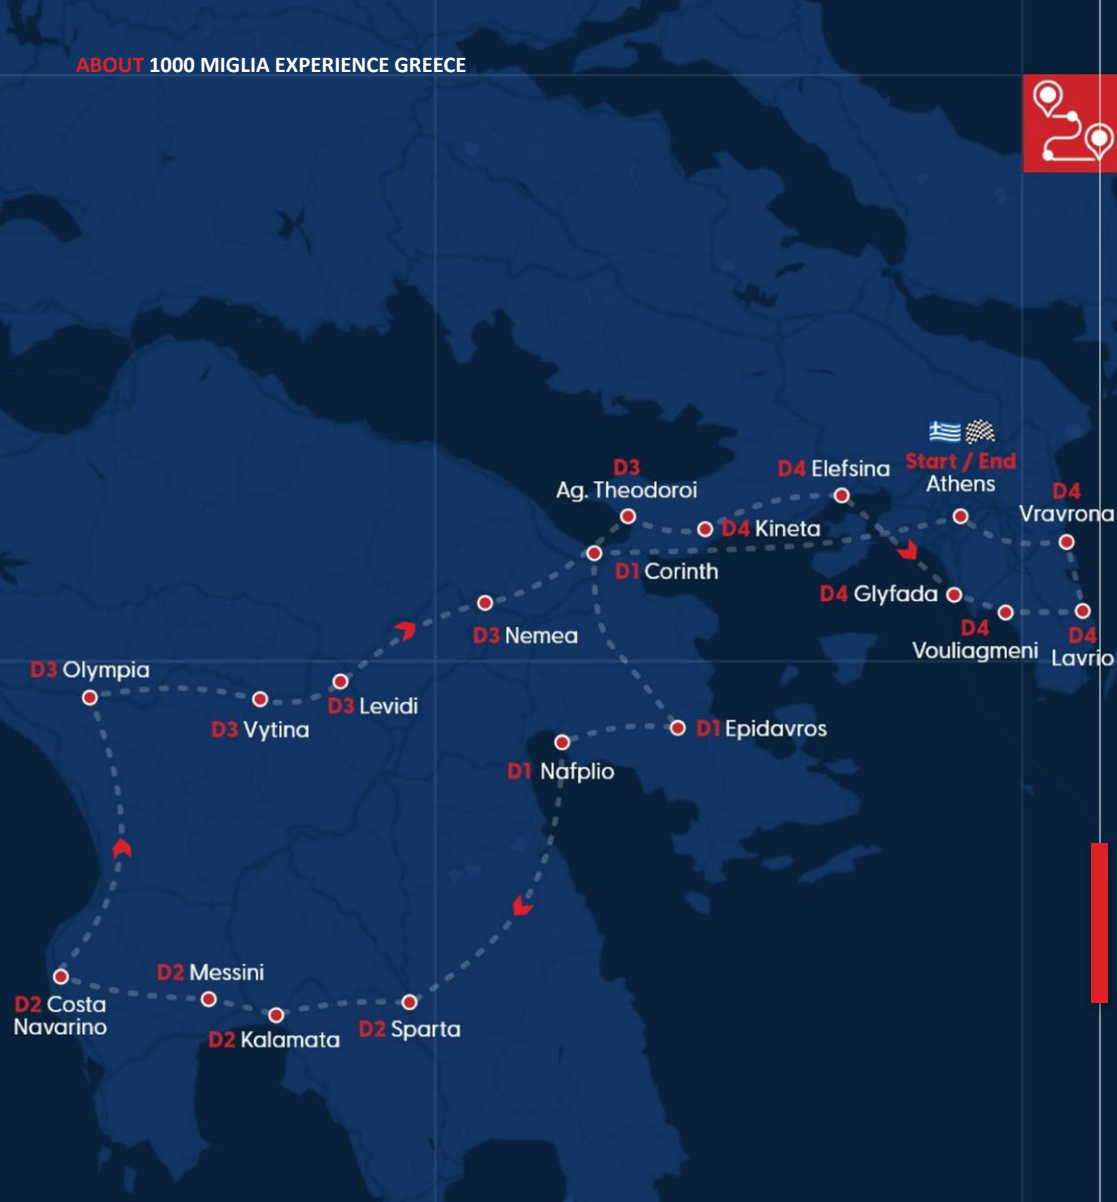 ABOUT 1000 MIGLIA EXPERIENCE GREECE
Start / End
Athens
D4 Elefsina
D3
Ag. Theodoroi
D4
Vravrona
D4 Kineta
D1 Corinth
D4 Glyfada
D3 Nemea
D4
Vouliagmeni
D4
Lavrio
D3 Olympia
D3 Levidi
D3 Vytina
D1 Epidavros
D1 Nafplio
D2 Messini
D2 Costa
Navarino
D2 Kalamata
D2 Sparta